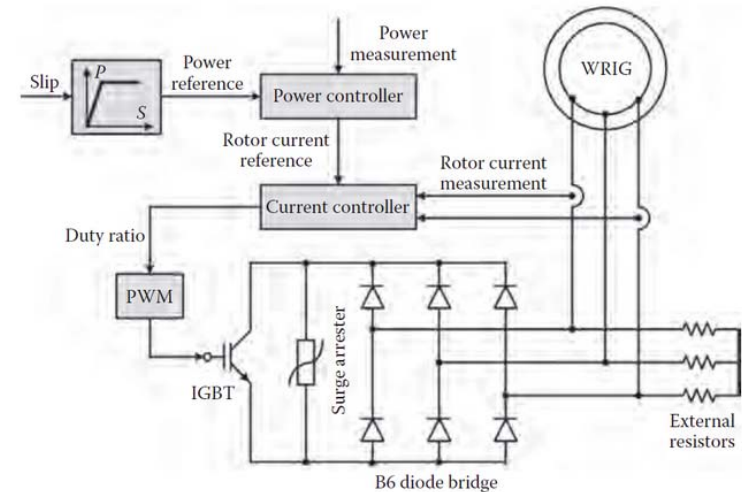 Power
measurement
WRIG
Slip
P
S
Power
reference
Power controller
Rotor current
reference
Rotor current
measurement
Current controller
Duty ratio
PWM
IGBT
Surge arrester
External
resistors
B6 diode bridge